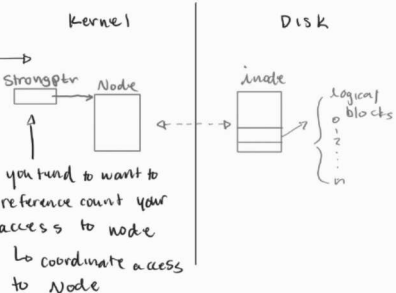 Kernel
Disk
Strongptr
Node
inode
logical
blocks
0
1
2
you tend to want to
reference count your
access to node
↳ coordinate access
to Node